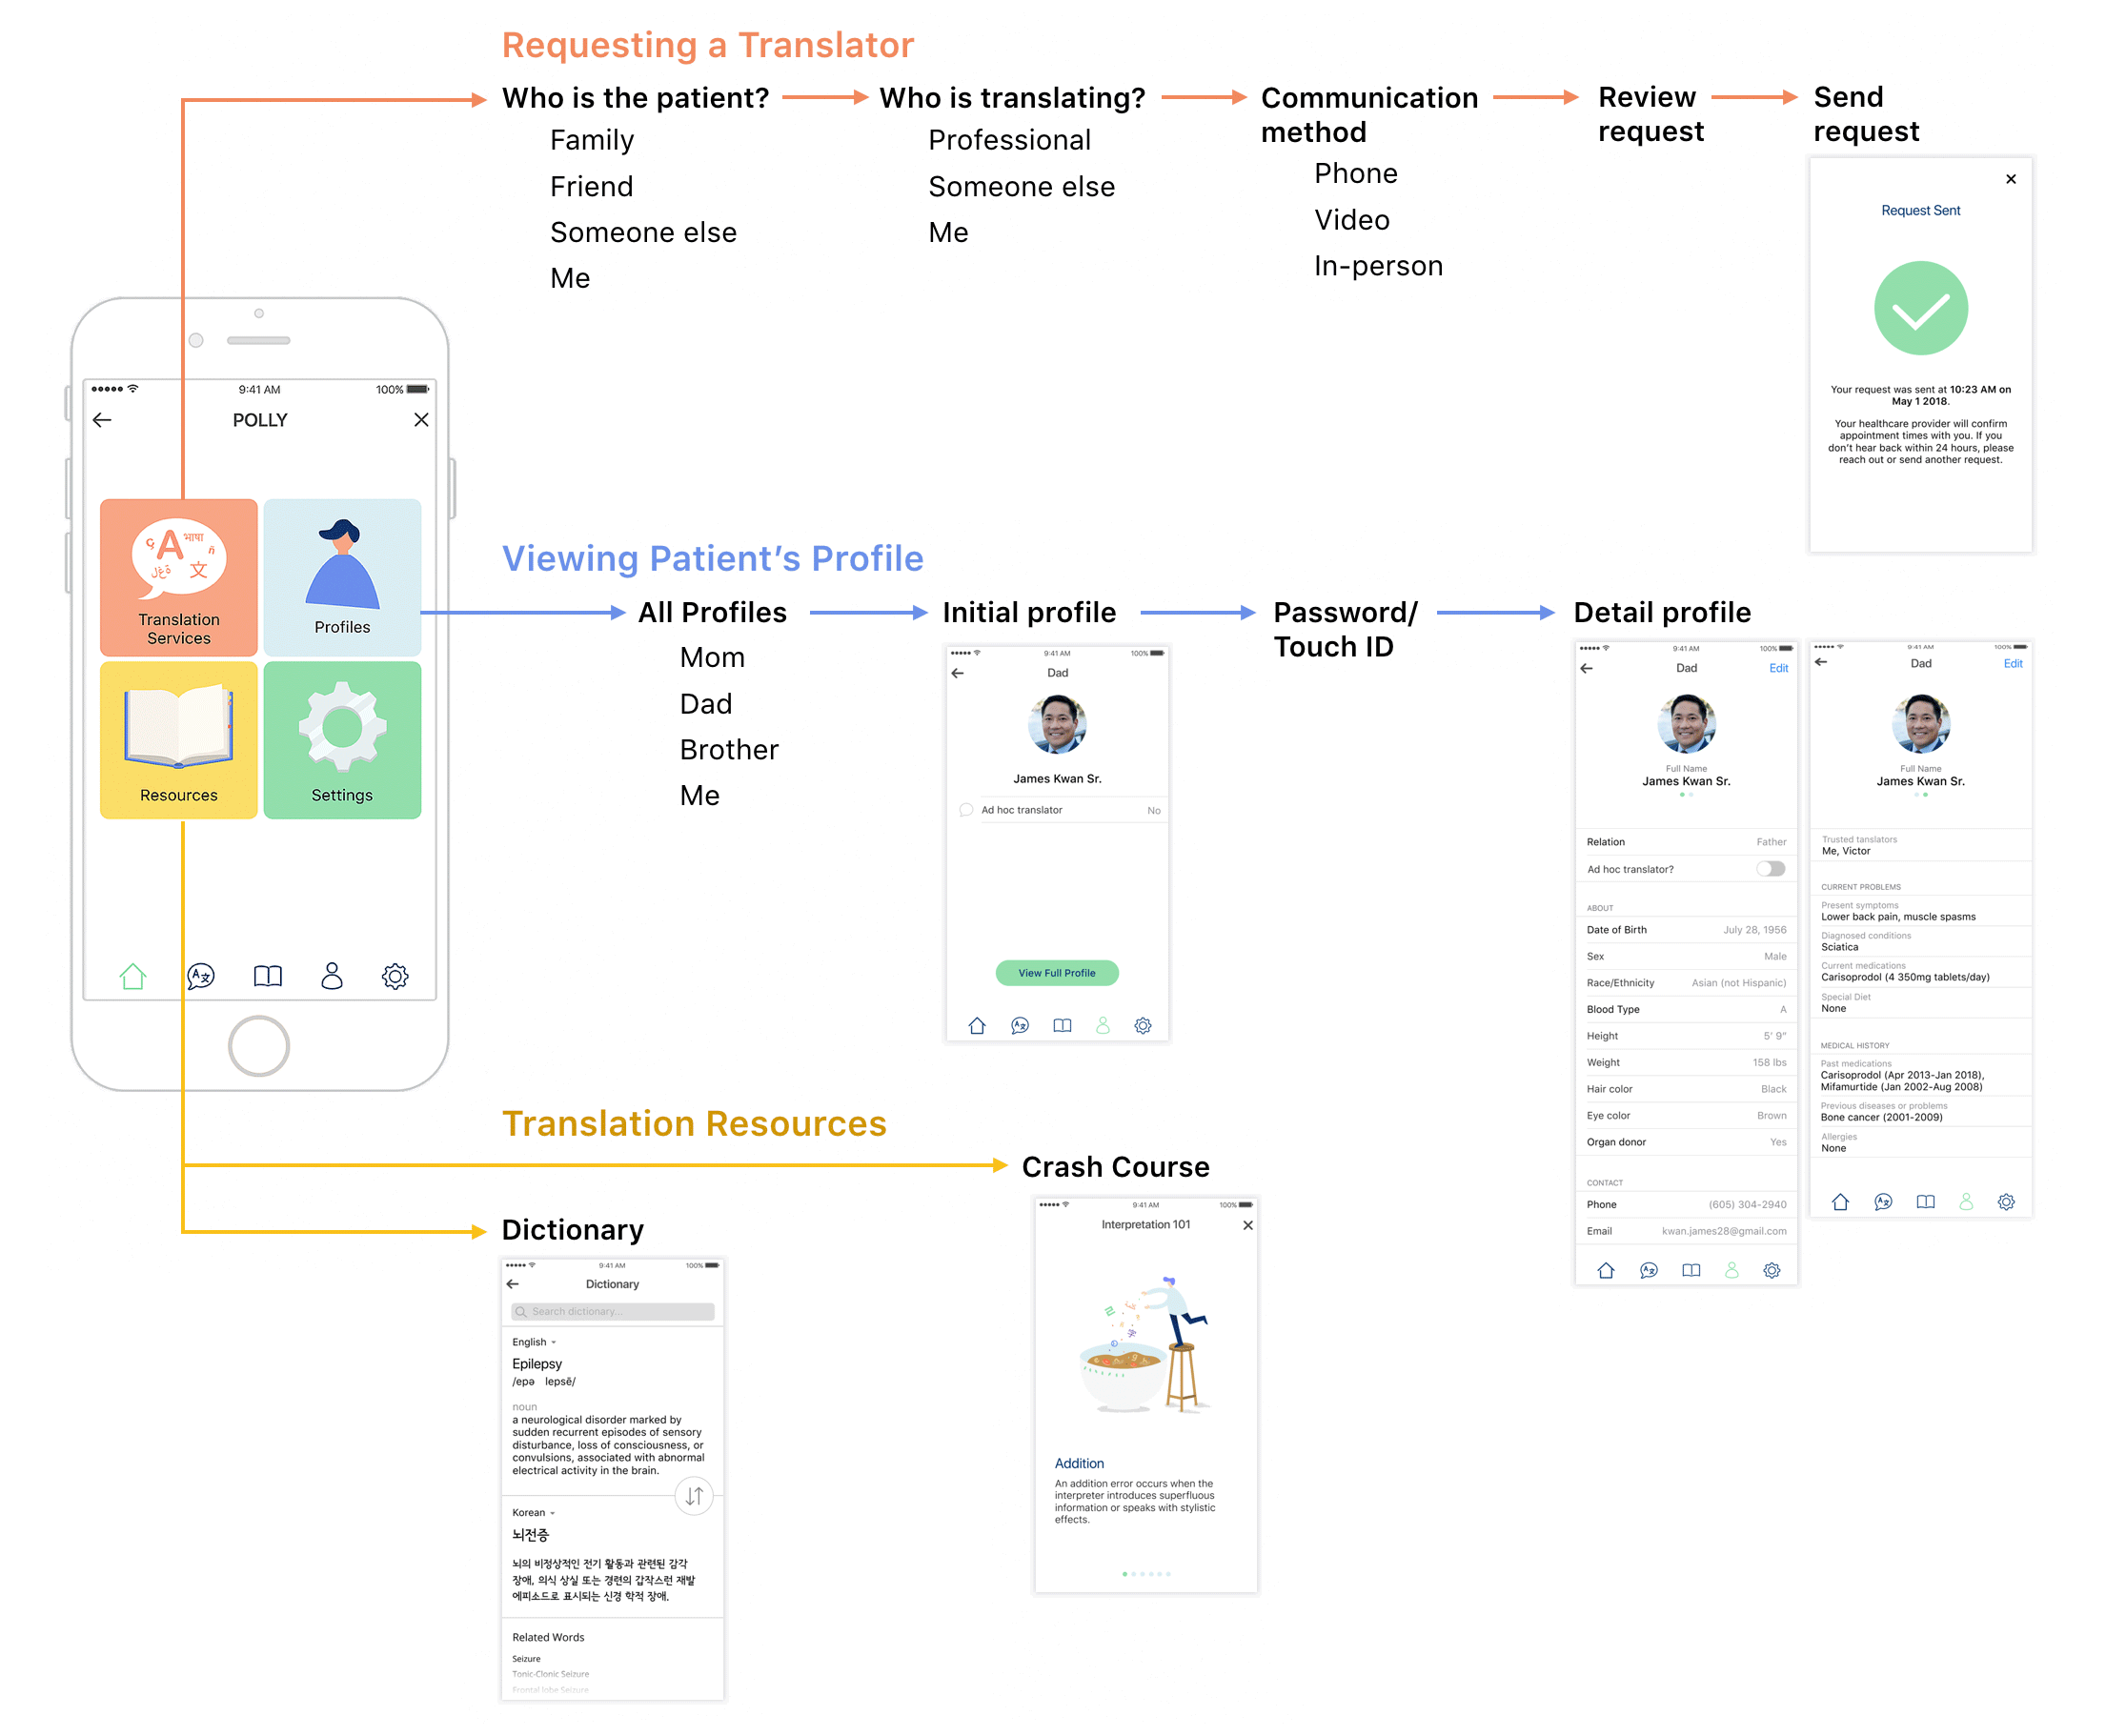 Requesting a Translator
Who is the patient?
Family
Friend
Someone else
Me
Who is translating?
Professional
Someone else
Me
Communication
method
Phone
Video
In-person
Review
request
Send
request
Request Sent
Your request was sent at 10:23 AM on
May 1 2018.
Your healthcare provider will confirm
appointment times with you. If you
don't hear back within 24 hours, please
reach out or send another request.
9:41 AM
100%
POLLY
A
भाषा
ñ
文
Translation
Services
Profiles
Resources
Settings
Viewing Patient's Profile
All Profiles
Mom
Dad
Brother
Me
Initial profile
9:41 AM
100%
Dad
James Kwan Sr.
Ad hoc translator
No
View Full Profile
Password/
Touch ID
Detail profile
9:41 AM
100%
Dad
Edit
Full Name
James Kwan Sr.
Relation
Father
Ad hoc translator?
ABOUT
Date of Birth
July 28, 1956
Sex
Male
Race/Ethnicity
Asian (not Hispanic)
Blood Type
A
Height
5' 9"
Weight
158 lbs
Hair color
Black
Eye color
Brown
Organ donor
Yes
CONTACT
Phone
(605) 304-2940
Email
kwan.james28@gmail.com
9:41 AM
100%
Dad
Edit
Full Name
James Kwan Sr.
Trusted tanslators
Me, Victor
CURRENT PROBLEMS
Present symptoms
Lower back pain, muscle spasms
Diagnosed conditions
Sciatica
Current medications
Carisoprodol (4 350mg tablets/day)
Special Diet
None
MEDICAL HISTORY
Past medications
Carisoprodol (Apr 2013-Jan 2018),
Mifamurtide (Jan 2002-Aug 2008)
Previous diseases or problems
Bone cancer (2001-2009)
Allergies
None
Translation Resources
Dictionary
9:41 AM
100%
Dictionary
Search dictionary...
English
Epilepsy
/epə lepsē/
noun
a neurological disorder marked by
sudden recurrent episodes of sensory
disturbance, loss of consciousness, or
convulsions, associated with abnormal
electrical activity in the brain.
Korean
뇌전증
뇌의 비정상적인 전기 활동과 관련된 감각
장애, 의식 상실 또는 경련의 갑작스런 재발
에피소드로 표시되는 신경 학적 장애.
Related Words
Seizure
Tonic-Clonic Seizure
Frontal lobe Seizure
Crash Course
9:41 AM
100%
Interpretation 101
Addition
An addition error occurs when the
interpreter introduces superfluous
information or speaks with stylistic
effects.